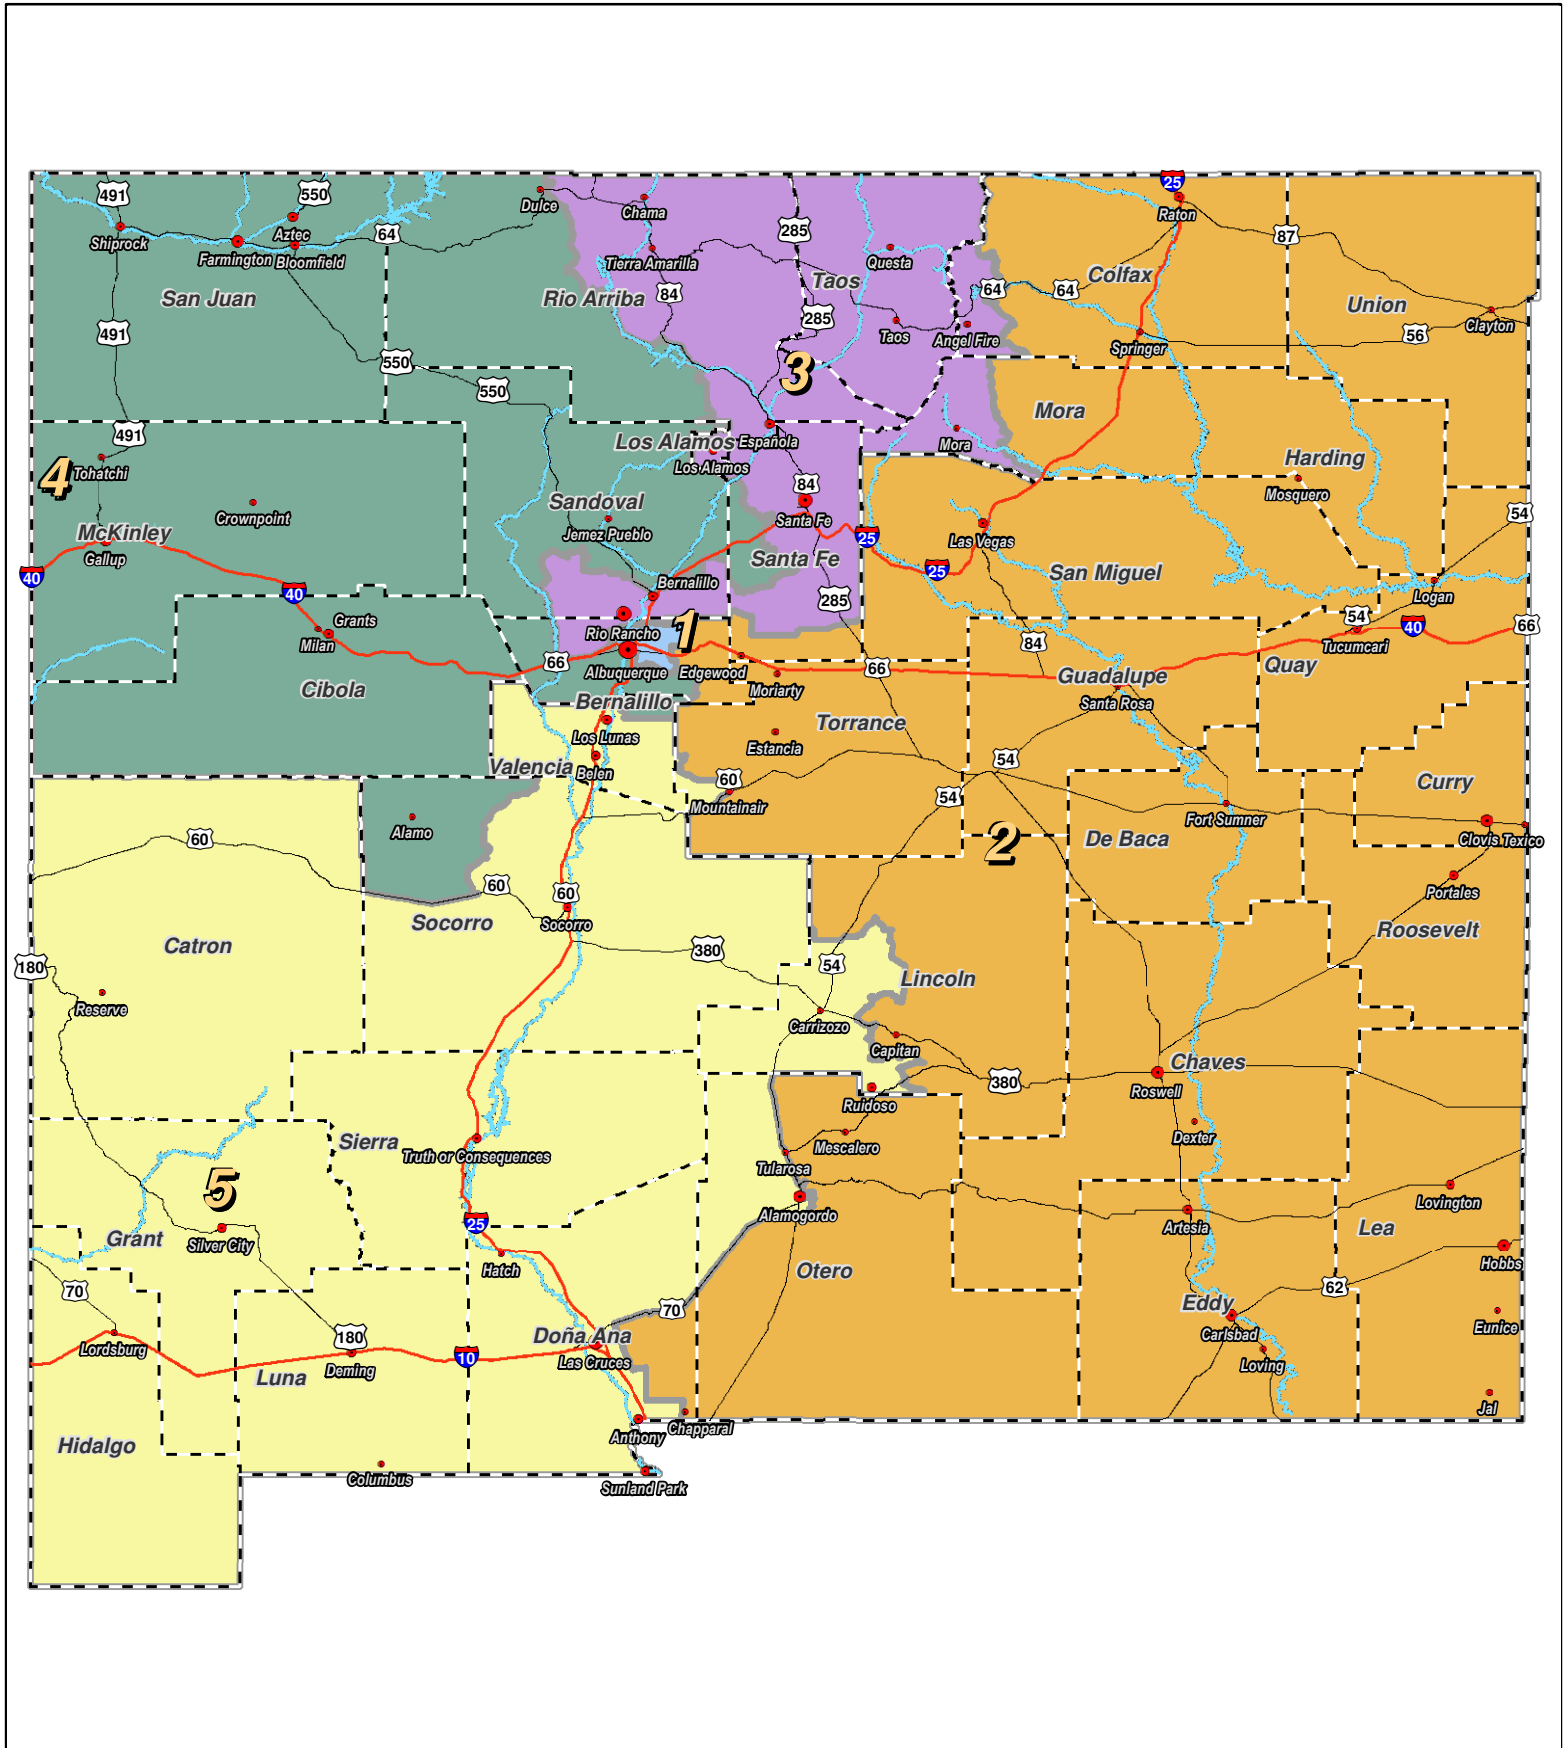 25
491
550
Dulce
Chama
Raton
Shiprock
Aztec
64
285
87
Farmington
Bloomfield
Tierra Amarilla
Questa
San Juan
Rio Arriba
84
Taos
64
64
Colfax
Union
491
285
Taos
Angel Fire
Springer
56
Clayton
550
550
3
Mora
491
Los Alamos
Española
Mora
Harding
4
Tohatchi
Los Alamos
84
Mosquero
Crownpoint
Sandoval
Santa Fe
54
McKinley
Jemez Pueblo
Las Vegas
Gallup
Santa Fe
25
40
25
San Miguel
Bernalillo
40
285
Logan
Grants
Milan
Rio Rancho
1
84
54
40
66
Tucumcari
66
Albuquerque
Edgewood
66
Guadalupe
Quay
Cibola
Moriarty
Bernalillo
Santa Rosa
Los Lunas
Torrance
Estancia
Valencia
Belen
60
54
Curry
Mountainair
54
Fort Sumner
Alamo
60
2
De Baca
Clovis
Texico
60
60
Portales
Socorro
Socorro
Roosevelt
Catron
380
54
180
Lincoln
Reserve
Carrizozo
Capitan
Chaves
380
Roswell
Ruidoso
Dexter
Sierra
Truth or Consequences
Mescalero
Tularosa
5
Lovington
Alamogordo
25
Artesia
Lea
Grant
Silver City
Hatch
Otero
Hobbs
70
62
70
Eddy
Lordsburg
180
Doña Ana
Carlsbad
Eunice
10
Las Cruces
Luna
Deming
Loving
Jal
Chapparal
Hidalgo
Anthony
Columbus
Sunland Park